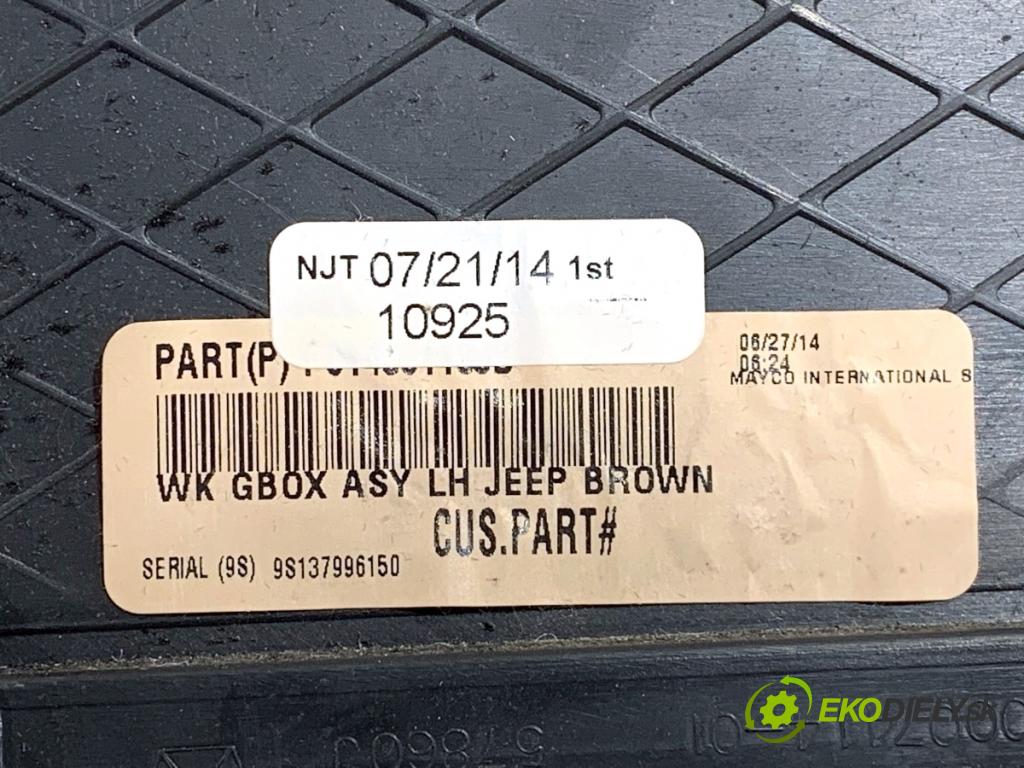 NJT 07/21/14 1st
10925
PART(P)
06/27/14
06:24
MAYCO INTERNATIONAL S
WK GBOX ASY LH JEEP BROWN
CUS.PART#
SERIAL (9S) 9S137996150
EKODIELY.sk